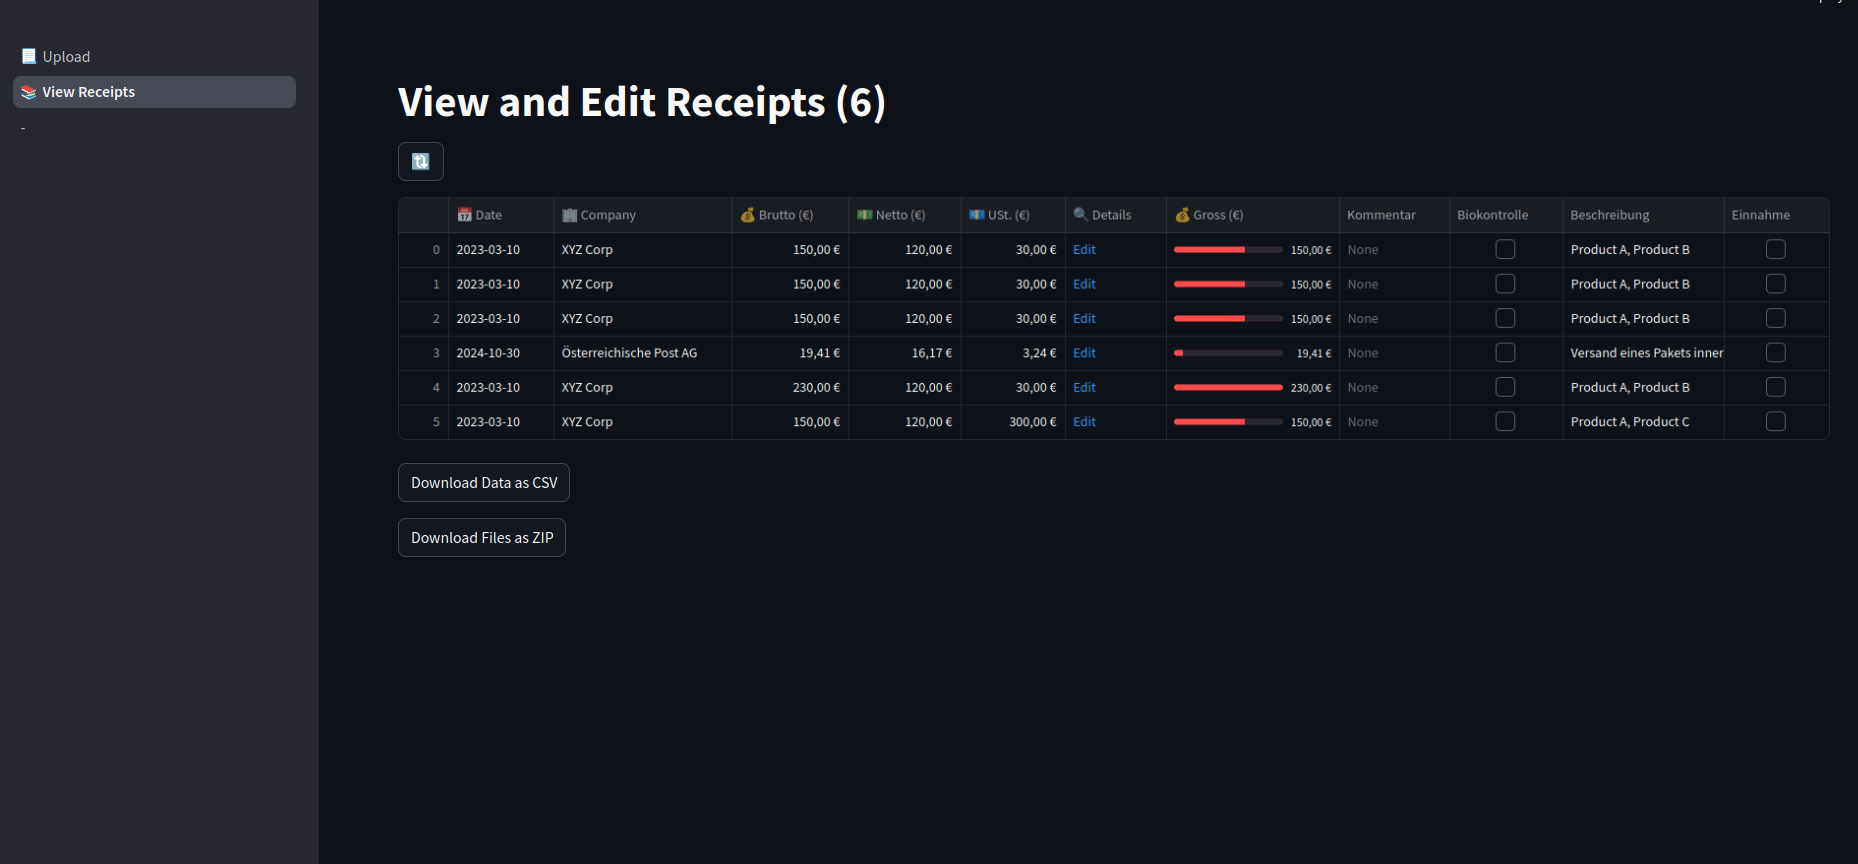 Upload
View Receipts
-
View and Edit Receipts (6)
Date Company Brutto (€) Netto (€) USt. (€) Details Gross (€) Kommentar Biokontrolle Beschreibung Einnahme
0 2023-03-10 XYZ Corp 150,00 € 120,00 € 30,00 € Edit 150,00 € None Product A, Product B
1 2023-03-10 XYZ Corp 150,00 € 120,00 € 30,00 € Edit 150,00 € None Product A, Product B
2 2023-03-10 XYZ Corp 150,00 € 120,00 € 30,00 € Edit 150,00 € None Product A, Product B
3 2024-10-30 Österreichische Post AG 19,41 € 16,17 € 3,24 € Edit 19,41 € None Versand eines Pakets inner
4 2023-03-10 XYZ Corp 230,00 € 120,00 € 30,00 € Edit 230,00 € None Product A, Product B
5 2023-03-10 XYZ Corp 150,00 € 120,00 € 300,00 € Edit 150,00 € None Product A, Product C
Download Data as CSV
Download Files as ZIP